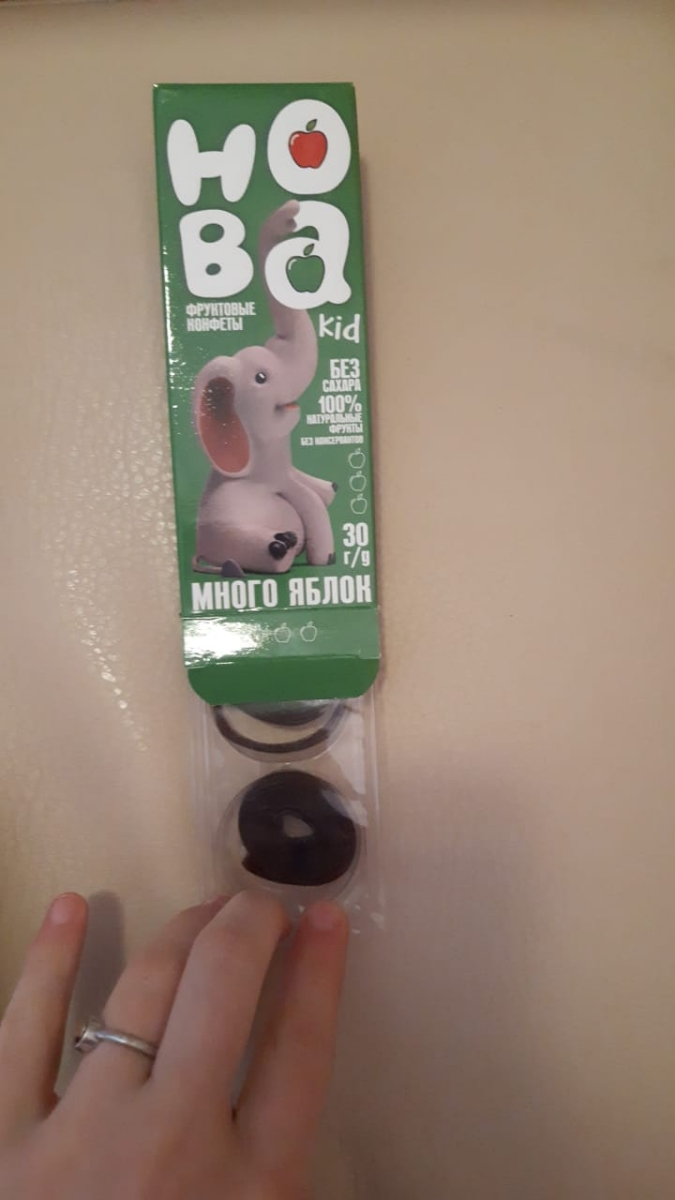 НО
Ва
ФРУКТОВЫЕ
КОНФЕТЫ
kid
БЕЗ
САХАРА
100%
НАТУРАЛЬНЫЕ
ФРУКТЫ
БЕЗ КОНСЕРВАНТОВ
30
г/g
МНОГО ЯБЛОК